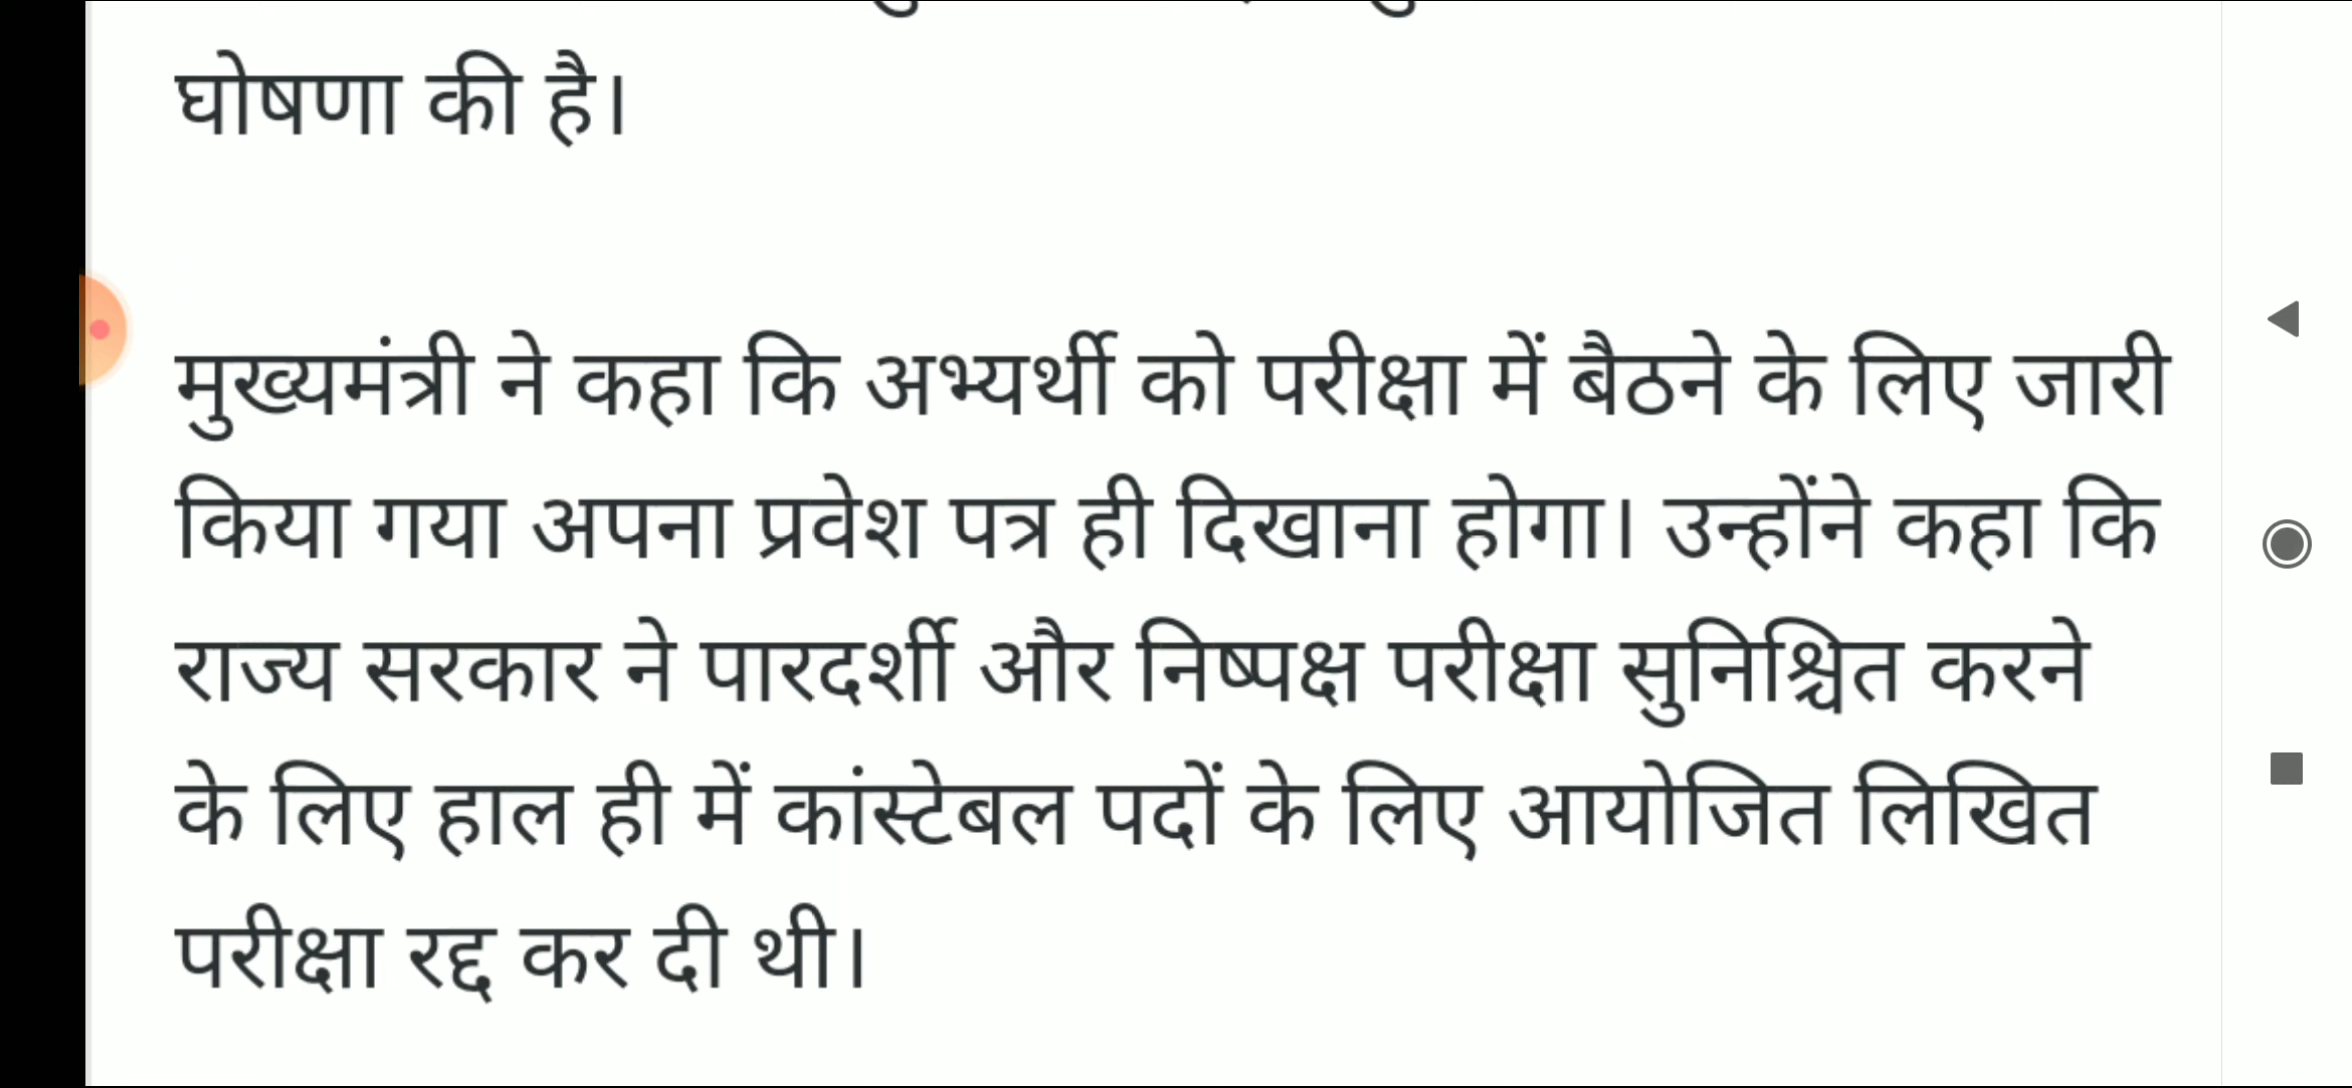 घोषणा की है।
मुख्यमंत्री ने कहा कि अभ्यर्थी को परीक्षा में बैठने के लिए जारी
किया गया अपना प्रवेश पत्र ही दिखाना होगा। उन्होंने कहा कि
राज्य सरकार ने पारदर्शी और निष्पक्ष परीक्षा सुनिश्चित करने
के लिए हाल ही में कांस्टेबल पदों के लिए आयोजित लिखित
परीक्षा रद्द कर दी थी।